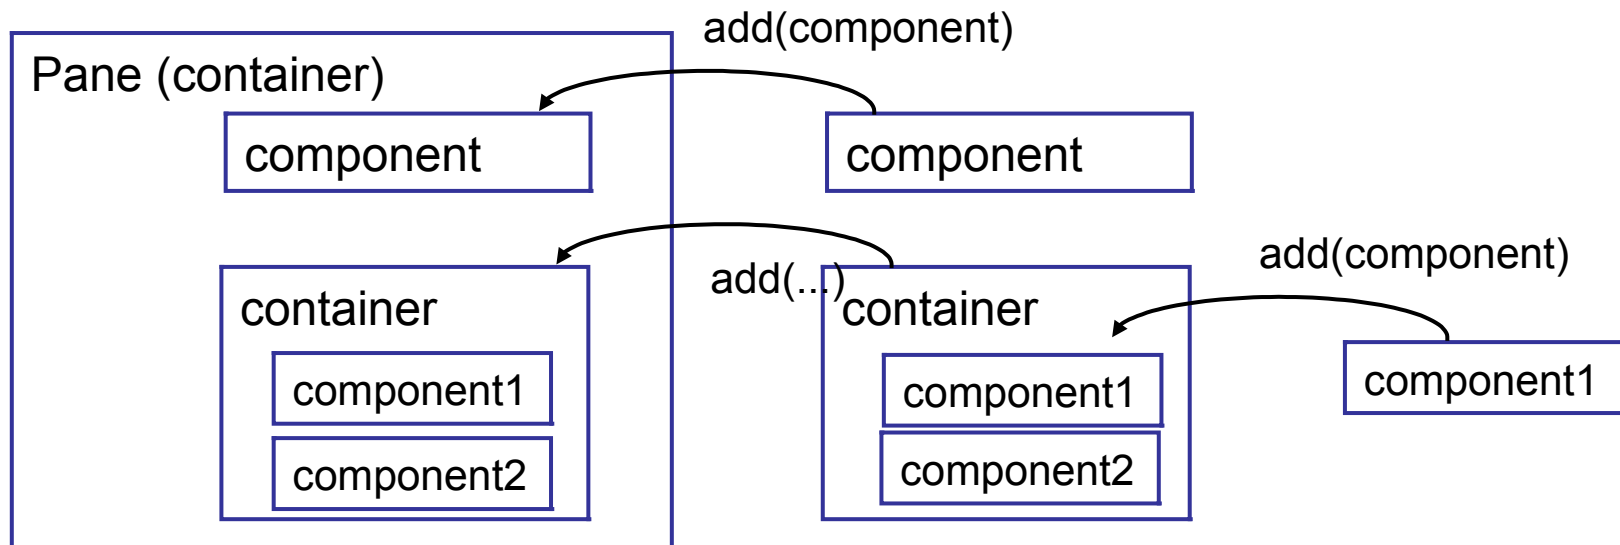 add(component)
Pane (container)
component
component
add(component)
add(...)
container
container
component1
component1
component1
component2
component2